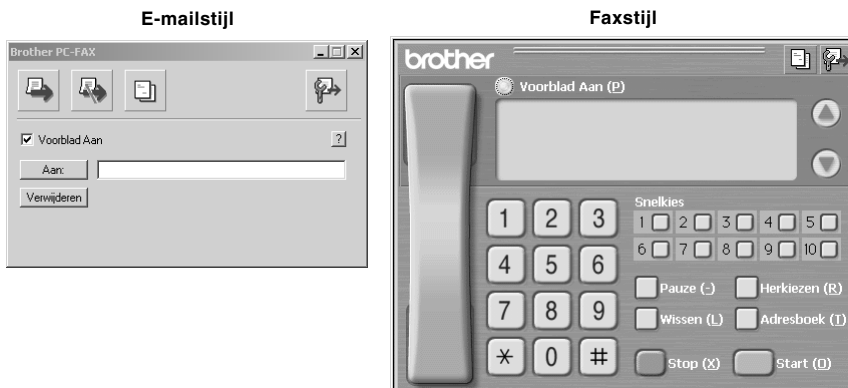 E-mailstijl
Brother PC-FAX
Voorblad Aan
?
Aan:
Verwijderen
Faxstijl
brother
Voorblad Aan (P)
Snelkies
1 2 3 4 5
6 7 8 9 10
1 2 3
4 5 6
7 8 9
* 0 #
Pauze (-) Herkiezen (R)
Wissen (L) Adresboek (T)
Stop (X) Start (O)